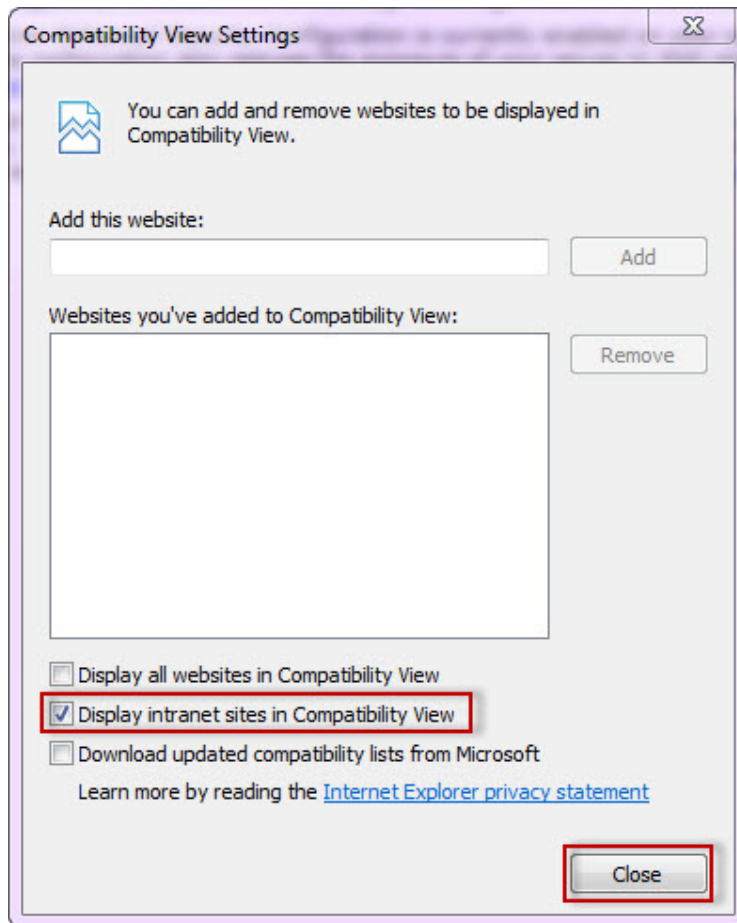 Compatibility View Settings
You can add and remove websites to be displayed in
Compatibility View.
Add this website:
Add
Websites you've added to Compatibility View:
Remove
Display all websites in Compatibility View
Display intranet sites in Compatibility View
Download updated compatibility lists from Microsoft
Learn more by reading the Internet Explorer privacy statement
Close